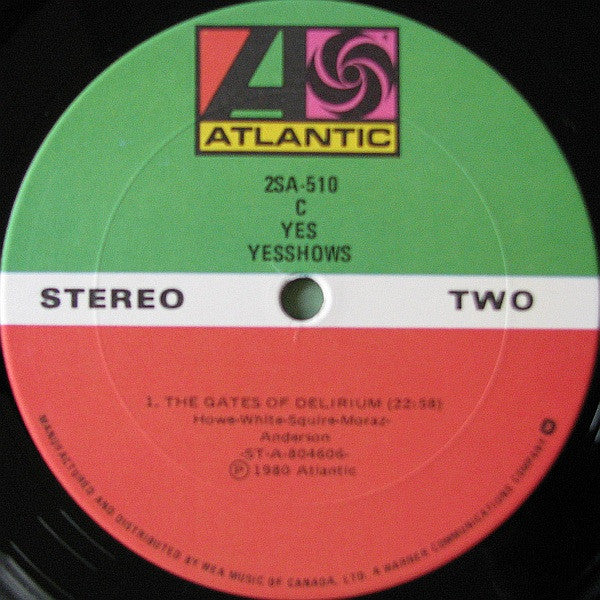 ATLANTIC
2SA-510
C
YES
YESSHOWS
STEREO
TWO
1. THE GATES OF DELIRIUM (22:58)
Howe-White-Squire-Moraz-
Anderson
-ST-A-804606-
Ⓟ 1980 Atlantic
MANUFACTURED AND DISTRIBUTED BY WEA MUSIC OF CANADA, LTD. A WARNER COMMUNICATIONS COMPANY